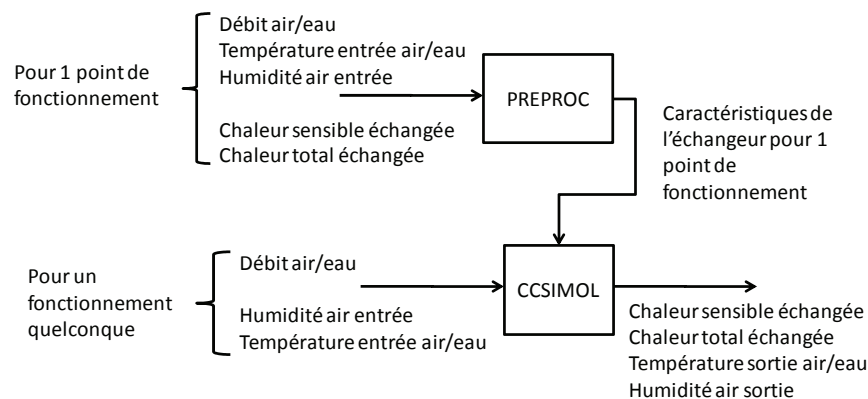 Pour 1 point de
fonctionnement
Débit air/eau
Température entrée air/eau
Humidité air entrée
Chaleur sensible échangée
Chaleur total échangée
PREPROC
Caractéristiques de
l'échangeur pour 1
point de
fonctionnement
Pour un
fonctionnement
quelconque
Débit air/eau
Humidité air entrée
Température entrée air/eau
CCSIMOL
Chaleur sensible échangée
Chaleur total échangée
Température sortie air/eau
Humidité air sortie